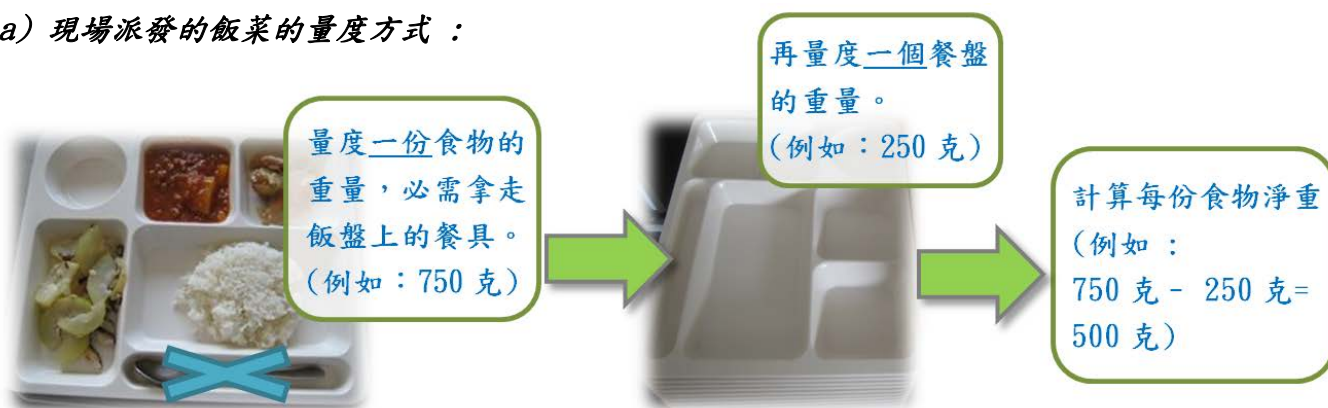 a) 現場派發的飯菜的量度方式 :
量度一份食物的
重量，必需拿走
飯盤上的餐具。
(例如：750 克)
再量度一個餐盤
的重量。
(例如：250 克)
計算每份食物淨重
(例如 :
750 克 - 250 克=
500 克)